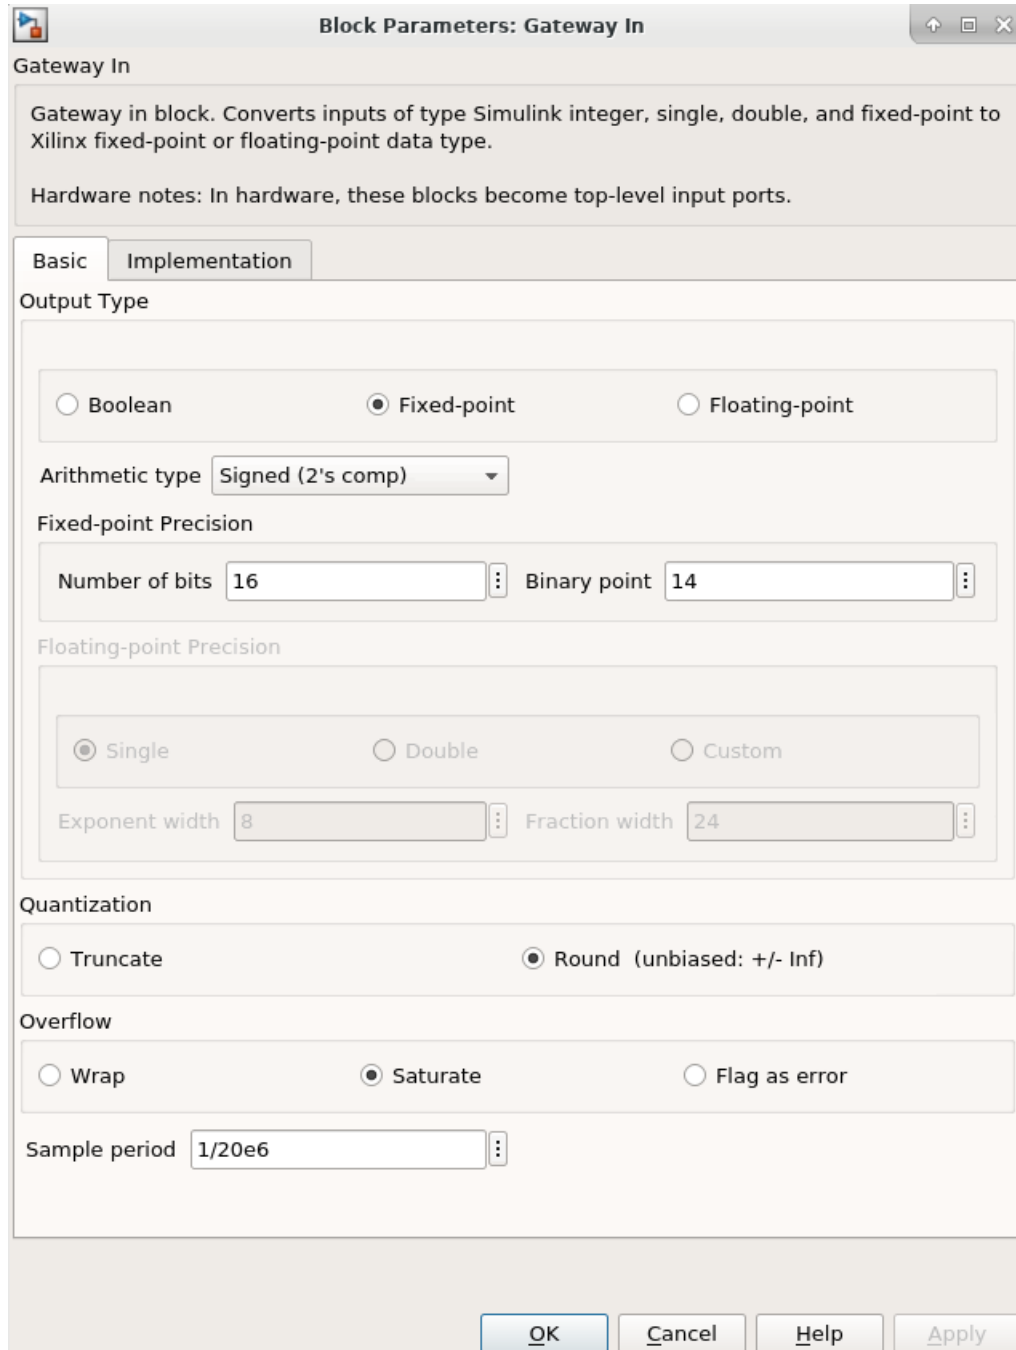 Block Parameters: Gateway In
Gateway In
Gateway in block. Converts inputs of type Simulink integer, single, double, and fixed-point to
Xilinx fixed-point or floating-point data type.
Hardware notes: In hardware, these blocks become top-level input ports.
Basic Implementation
Output Type
Boolean Fixed-point Floating-point
Arithmetic type Signed (2's comp)
Fixed-point Precision
Number of bits 16 Binary point 14
Floating-point Precision
Single Double Custom
Exponent width 8 Fraction width 24
Quantization
Truncate Round (unbiased: +/- Inf)
Overflow
Wrap Saturate Flag as error
Sample period 1/20e6
OK Cancel Help Apply